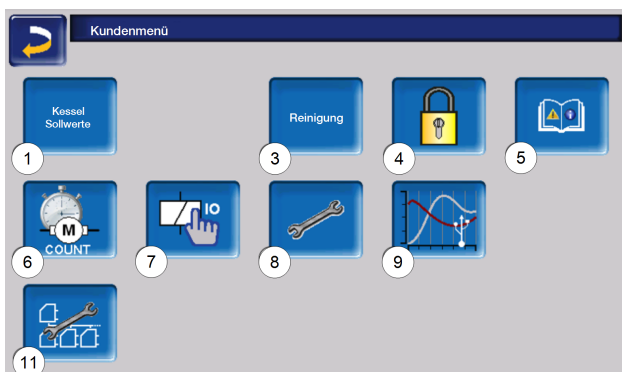 Kundenmenü
Kessel
Sollwerte
Reinigung
1
3
4
5
M
COUNT
IO
6
7
8
9
11